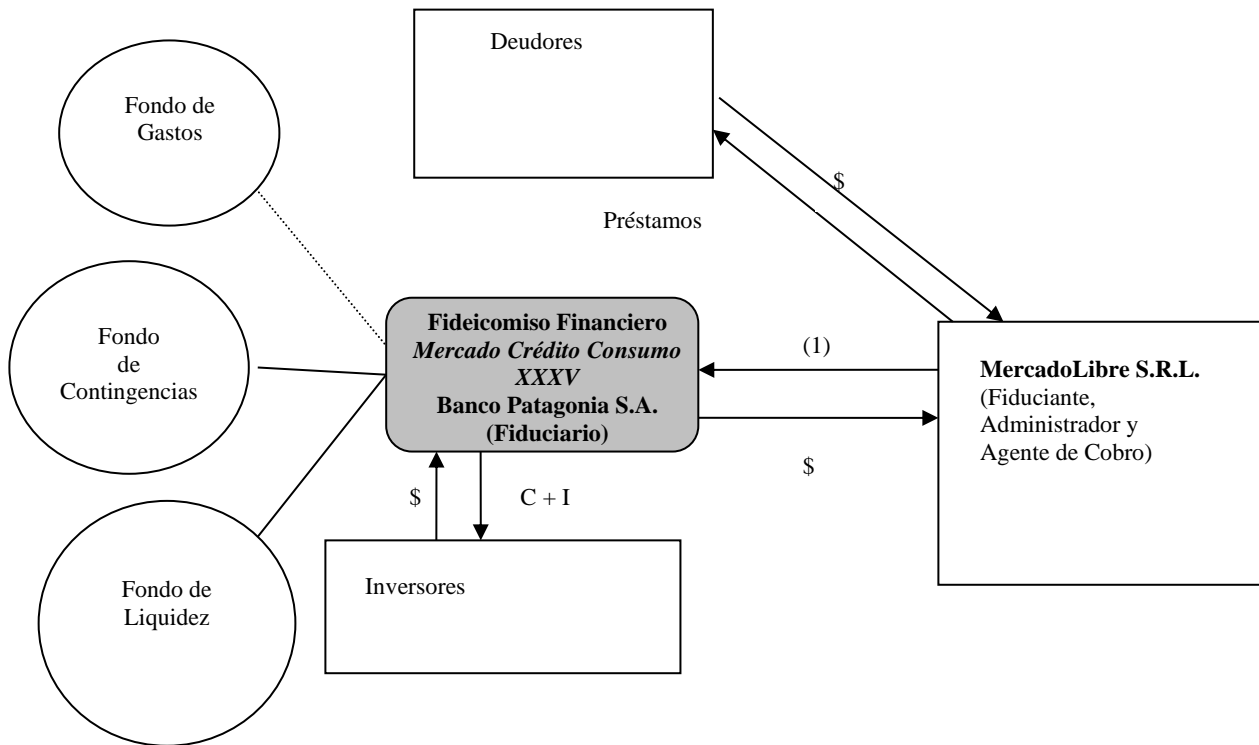 Deudores
Fondo de
Gastos
$
Préstamos
Fondo
de
Contingencias
Fideicomiso Financiero
Mercado Crédito Consumo
XXXV
Banco Patagonia S.A.
(Fiduciario)
(1)
MercadoLibre S.R.L.
(Fiduciante,
Administrador y
Agente de Cobro)
$
$
C + I
Fondo de
Liquidez
Inversores